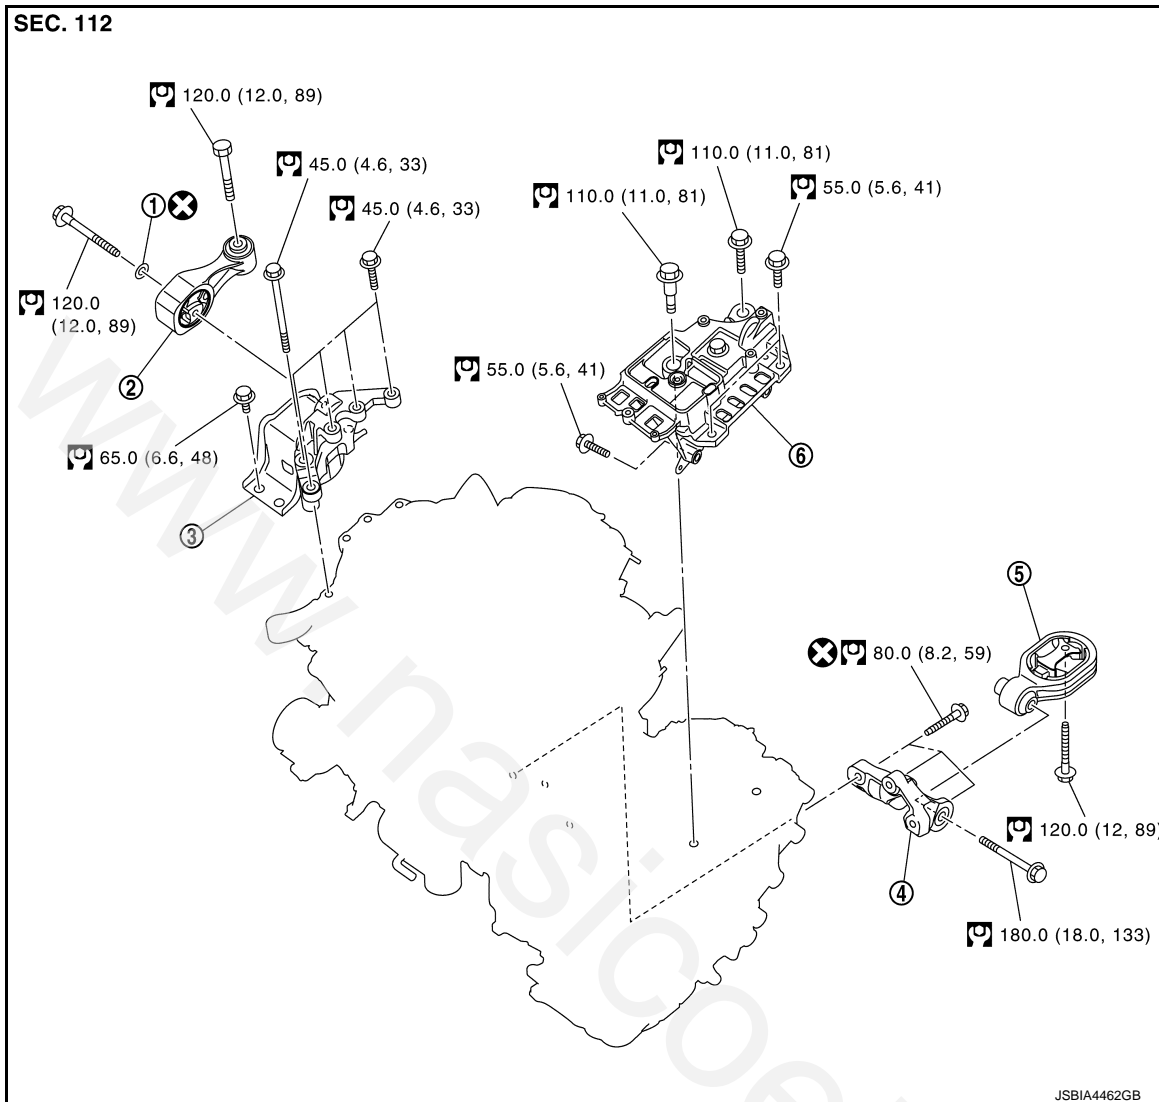 SEC. 112
120.0 (12.0, 89)
45.0 (4.6, 33)
45.0 (4.6, 33)
1
120.0
(12.0, 89)
2
65.0 (6.6, 48)
3
110.0 (11.0, 81)
110.0 (11.0, 81)
55.0 (5.6, 41)
55.0 (5.6, 41)
6
5
80.0 (8.2, 59)
120.0 (12, 89)
4
180.0 (18.0, 133)
www.nasicoe
JSBIA4462GB